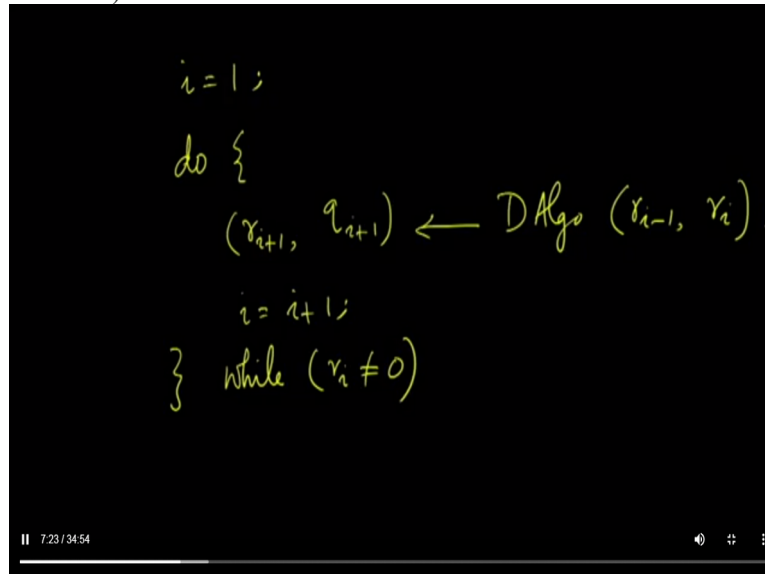 i = 1;
do {
(r_{i+1}, q_{i+1}) ← DAlgo (r_{i-1}, r_i)
i = i + 1;
} while (r_i ≠ 0)
7:23 / 34:54